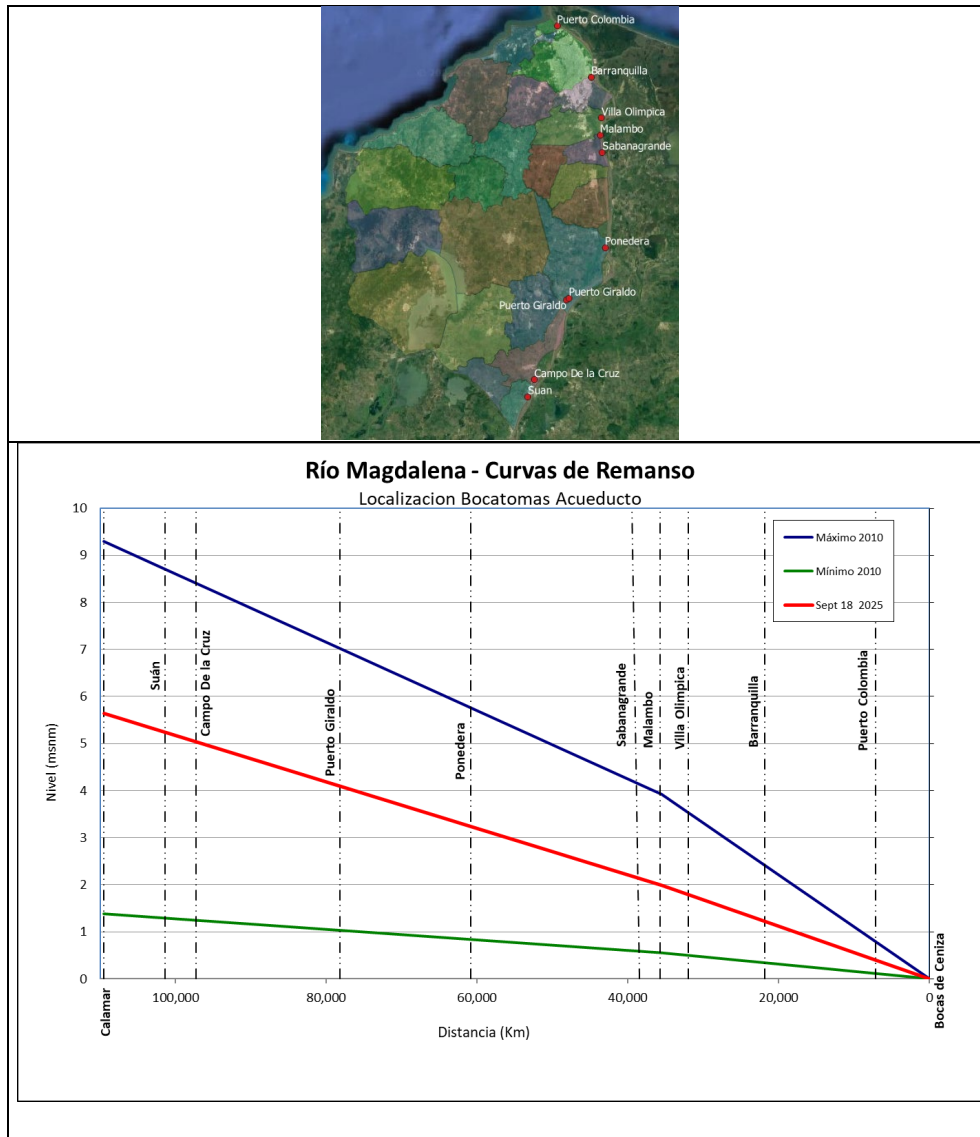 Puerto Colombia
Barranquilla
Villa Olimpica
Malambo
Sabanagrande
Ponedera
Puerto Giraldo
Puerto Giraldo
Campo De la Cruz
Suan
Río Magdalena - Curvas de Remanso
Localizacion Bocatomas Acueducto
10
9
8
7
6
5
4
3
2
1
0
Nivel (msnm)
Máximo 2010
Mínimo 2010
Sept 18 2025
Suán
Campo De la Cruz
Puerto Giraldo
Ponedera
Sabanagrande
Malambo
Villa Olimpica
Barranquilla
Puerto Colombia
Calamar
100,000
80,000
60,000
40,000
20,000
0
Bocas de Ceniza
Distancia (Km)